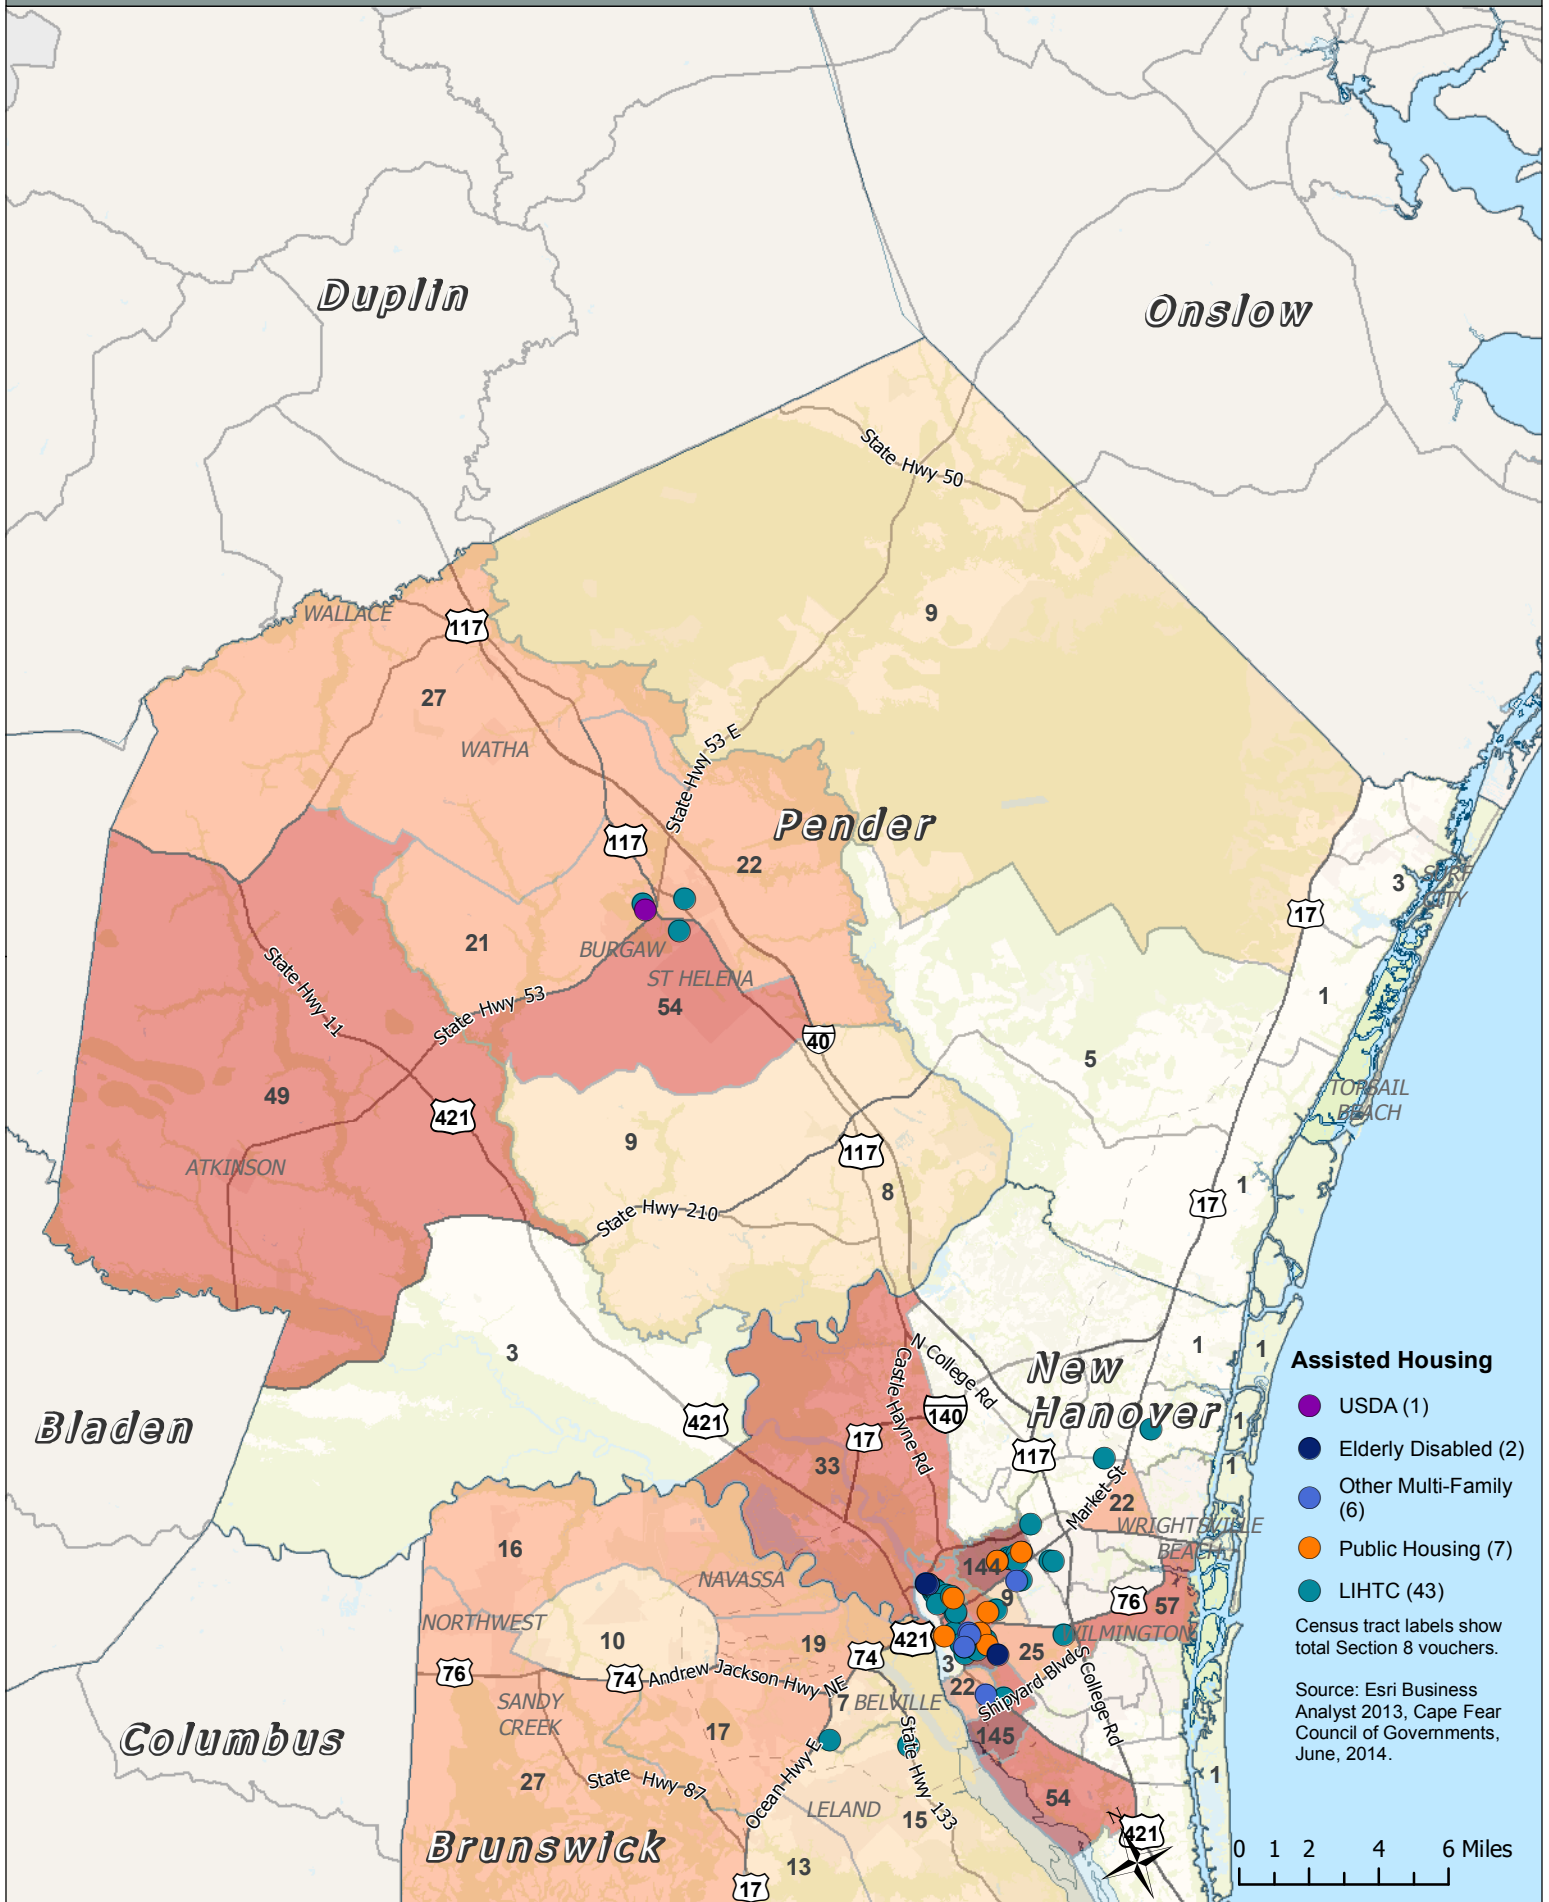 Duplin
Onslow
State Hwy 50
9
WALLACE
117
27
WATHA
State Hwy 53 E
Pender
117
22
3
SURF
CITY
17
21
BURGAW
ST HELENA
State Hwy 11
State Hwy 53
54
1
40
5
49
421
TOPSAIL
BEACH
9
117
ATKINSON
8
17
1
State Hwy 210
3
N College Rd
Castle Hayne Rd
New
Hanover
1
1
Bladen
421
140
17
117
1
33
1
Market St
22
WRIGHTSVILLE
BEACH
16
144
NAVASSA
76
57
9
NORTHWEST
10
19
421
WILMINGTON
74
3
25
76
74
Andrew Jackson Hwy NE
22
Shipyard Blvd
S College Rd
SANDY
CREEK
7
BELVILLE
17
145
Columbus
State Hwy 133
Ocean Hwy E
27
State Hwy 87
LELAND
15
54
1
Brunswick
13
421
17
N
Assisted Housing
USDA (1)
Elderly Disabled (2)
Other Multi-Family
(6)
Public Housing (7)
LIHTC (43)
Census tract labels show
total Section 8 vouchers.
Source: Esri Business
Analyst 2013, Cape Fear
Council of Governments,
June, 2014.
0 1 2 4 6 Miles